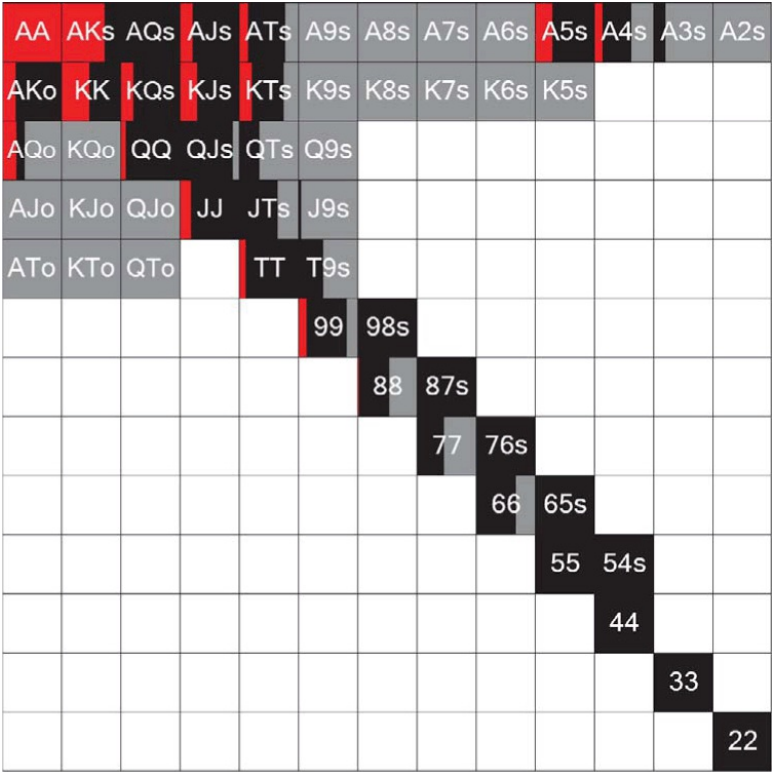 AA AKs AQs AJs ATs A9s A8s A7s A6s A5s A4s A3s A2s
AKo KK KQs KJs KTs K9s K8s K7s K6s K5s
AQo KQo QQ QJs QTs Q9s
AJo KJo QJo JJ JTs J9s
ATo KTo QTo TT T9s
99 98s
88 87s
77 76s
66 65s
55 54s
44
33
22